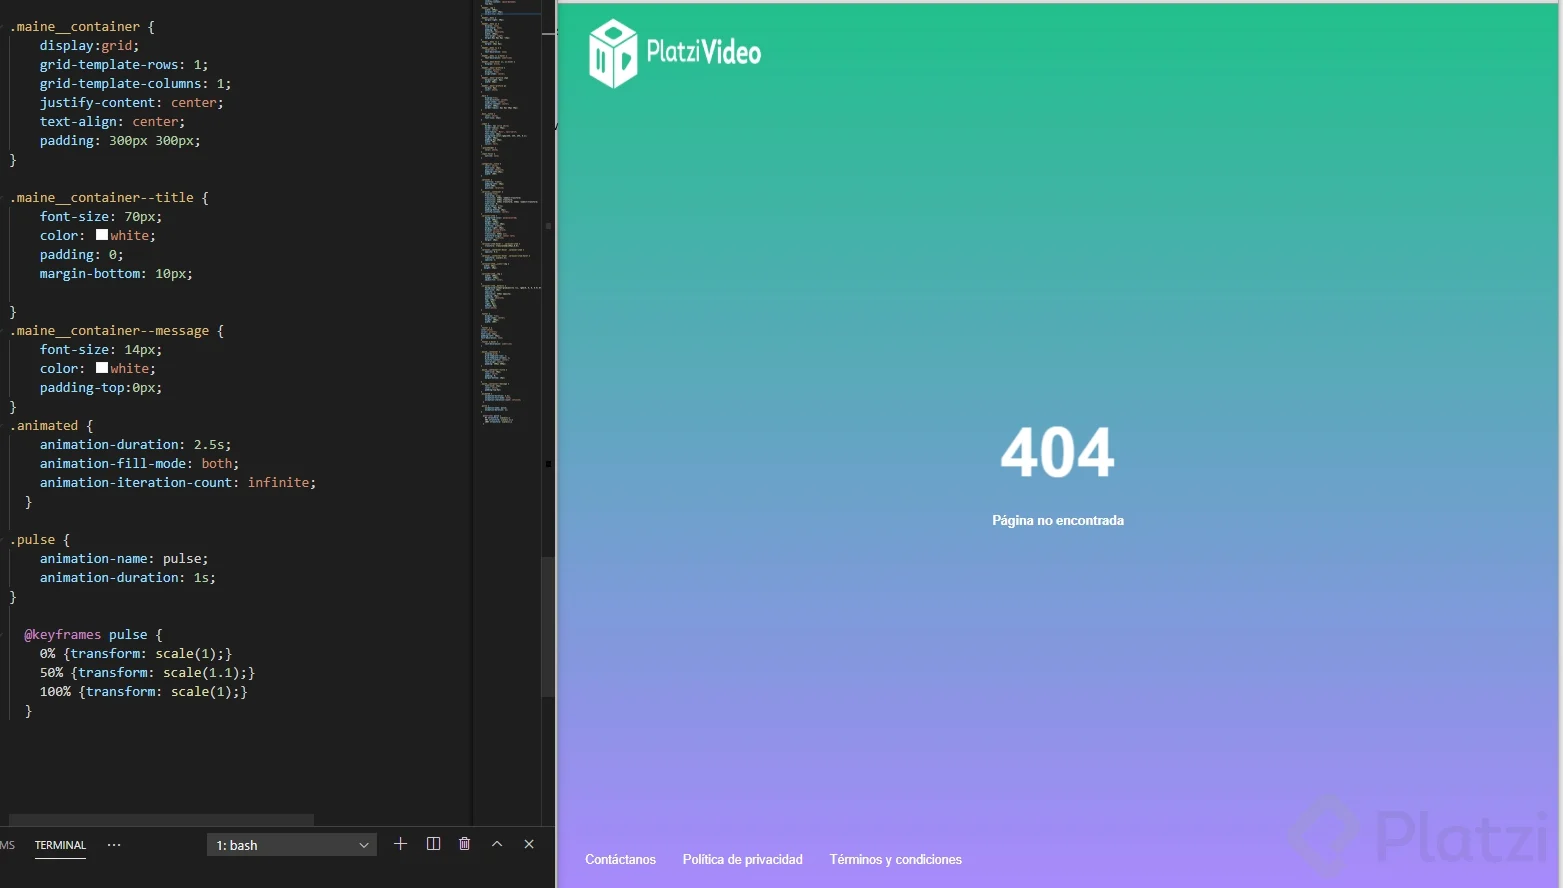 .maine__container {
display:grid;
grid-template-rows: 1;
grid-template-columns: 1;
justify-content: center;
text-align: center;
padding: 300px 300px;
}
.maine__container--title {
font-size: 70px;
color: white;
padding: 0;
margin-bottom: 10px;
}
.maine__container--message {
font-size: 14px;
color: white;
padding-top:0px;
}
.animated {
animation-duration: 2.5s;
animation-fill-mode: both;
animation-iteration-count: infinite;
}
.pulse {
animation-name: pulse;
animation-duration: 1s;
}
@keyframes pulse {
0% {transform: scale(1);}
50% {transform: scale(1.1);}
100% {transform: scale(1);}
}
MS TERMINAL ··· 1: bash
PlatziVideo
404
Página no encontrada
Contáctanos Política de privacidad Términos y condiciones
Platzi